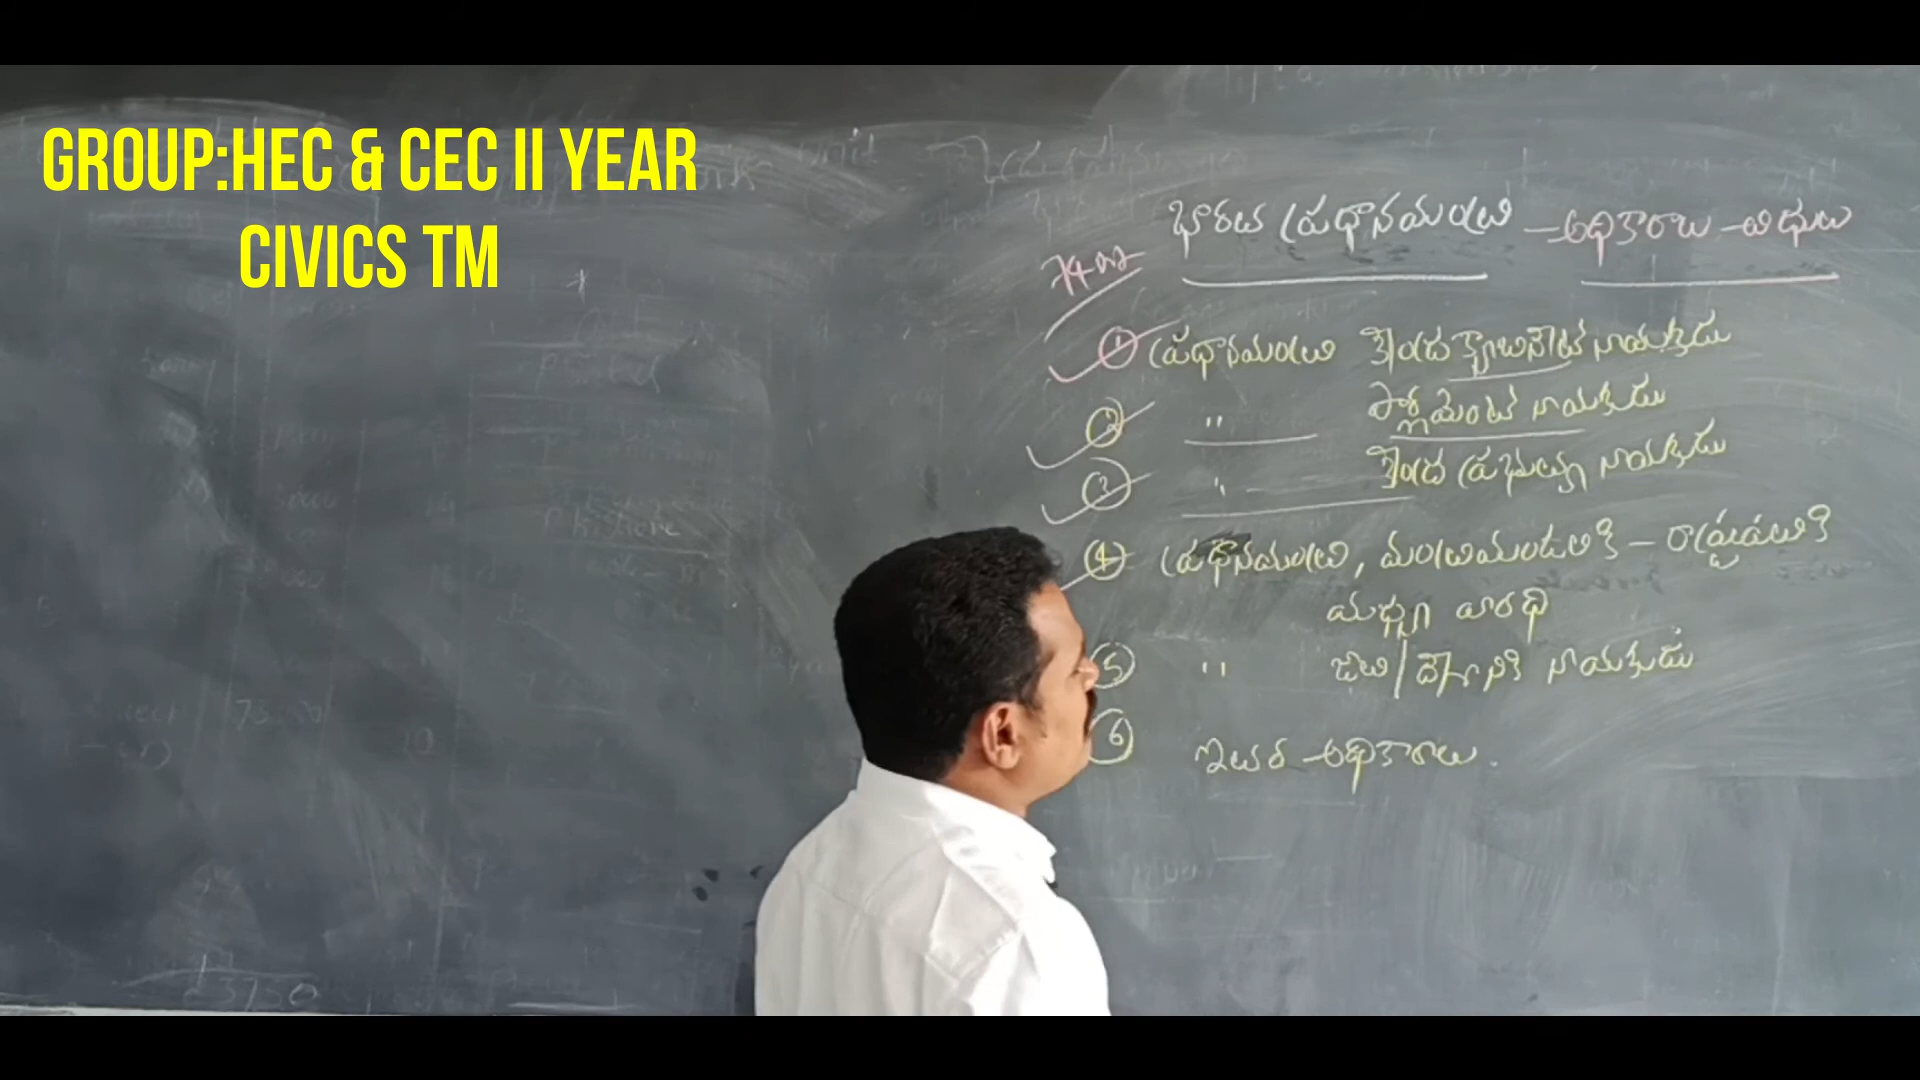 GROUP:HEC & CEC II YEAR
CIVICS TM
భారత ప్రధానమంత్రి – అధికారాలు – విధులు
① ప్రధానమంత్రి కేంద్ర క్యాబినెట్ నాయకుడు
② " పార్లమెంట్ నాయకుడు
③ " కేంద్ర ప్రభుత్వ నాయకుడు
④ ప్రధానమంత్రి, మంత్రిమండలికి – రాష్ట్రపతికి
మధ్య వారధి
⑤ " జాతి/దేశానికి నాయకుడు
⑥ ఇతర అధికారాలు.